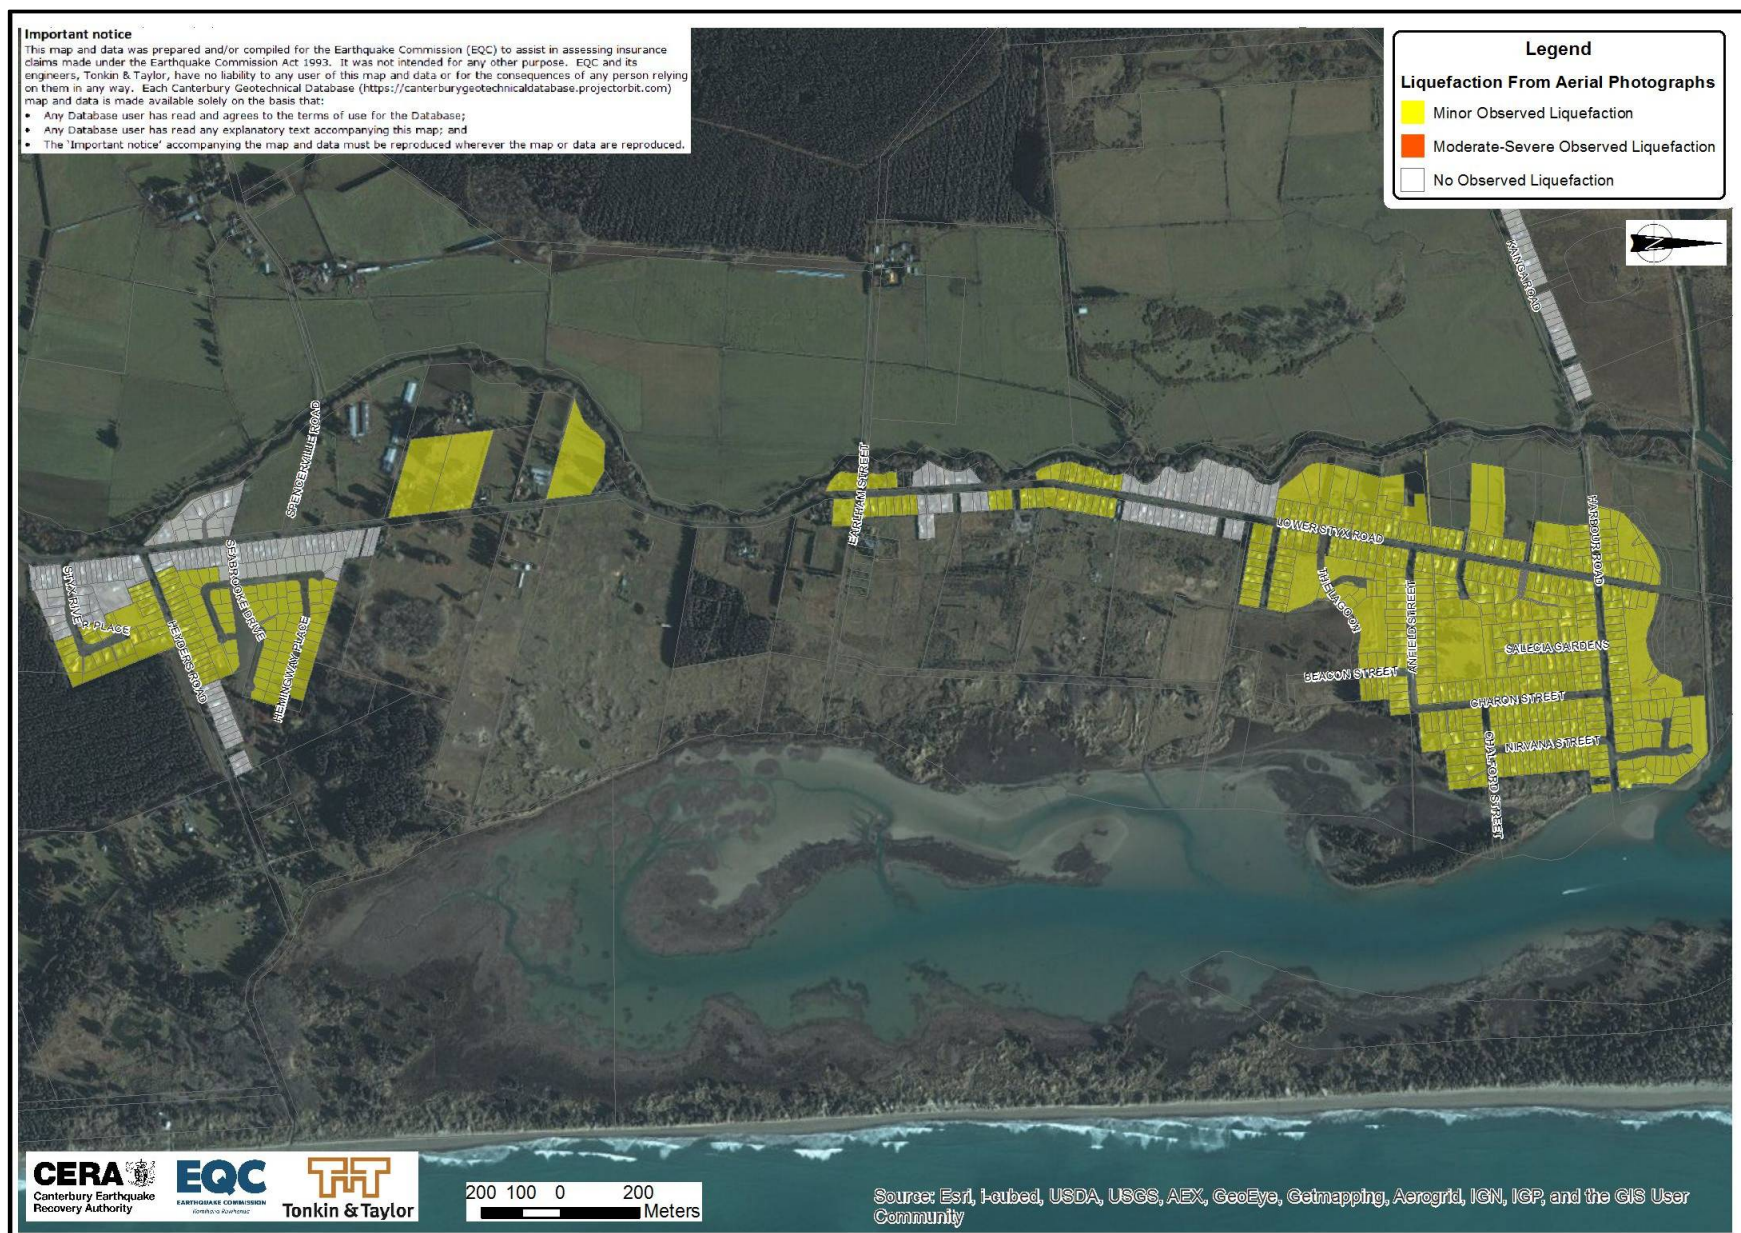 Important notice
This map and data was prepared and/or compiled for the Earthquake Commission (EQC) to assist in assessing insurance
claims made under the Earthquake Commission Act 1993. It was not intended for any other purpose. EQC and its
engineers, Tonkin & Taylor, have no liability to any user of this map and data or for the consequences of any person relying
on them in any way. Each Canterbury Geotechnical Database (https://canterburygeotechnicaldatabase.projectorbit.com)
map and data is made available solely on the basis that:
• Any Database user has read and agrees to the terms of use for the Database;
• Any Database user has read any explanatory text accompanying this map; and
• The 'Important notice' accompanying the map and data must be reproduced wherever the map or data are reproduced.
Legend
Liquefaction From Aerial Photographs
Minor Observed Liquefaction
Moderate-Severe Observed Liquefaction
No Observed Liquefaction
N
KAINGA ROAD
SPENCERVILLE ROAD
EARLHAM STREET
LOWER STYX ROAD
HARBOUR ROAD
STYX RIVE
R PLACE
SEABROOKE DRIVE
HEYDERS ROAD
HEMINGWAY PLACE
THE LAGOON
ANFIELD STREET
SALECIA GARDENS
BEACON STREET
CHARON STREET
NIRVANA STREET
CHALFORD STREET
CERA
Canterbury Earthquake
Recovery Authority
EQC
EARTHQUAKE COMMISSION
Kōmihana Rūwhenua
T+T
Tonkin & Taylor
200 100 0 200
Meters
Source: Esri, i-cubed, USDA, USGS, AEX, GeoEye, Getmapping, Aerogrid, IGN, IGP, and the GIS User
Community